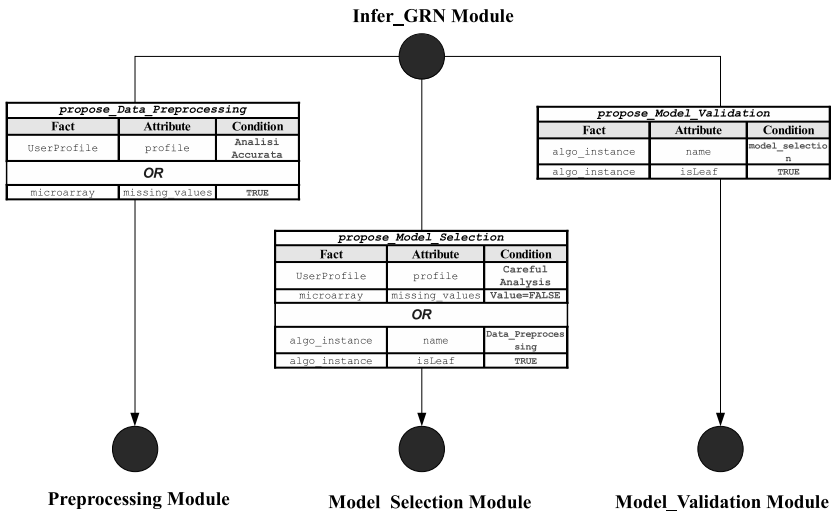 Infer_GRN Module
propose_Data_Preprocessing
Fact Attribute Condition
UserProfile profile Analisi
Accurata
OR
microarray missing_values TRUE
propose_Model_Validation
Fact Attribute Condition
algo_instance name model_selectio
n
algo_instance isLeaf TRUE
propose_Model_Selection
Fact Attribute Condition
UserProfile profile Careful
Analysis
microarray missing_values Value=FALSE
OR
algo_instance name Data_Preproces
sing
algo_instance isLeaf TRUE
Preprocessing Module
Model_Selection Module
Model_Validation Module